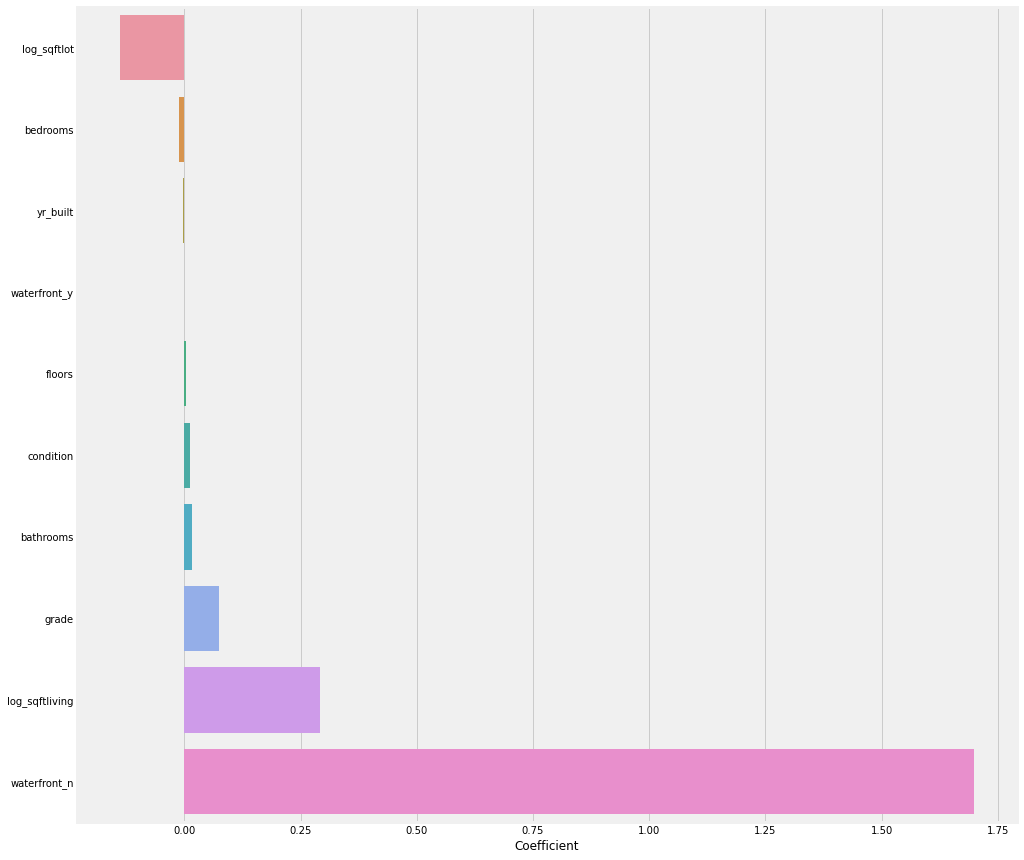 log_sqftlot
bedrooms
yr_built
waterfront_y
floors
condition
bathrooms
grade
log_sqftliving
waterfront_n
0.00 0.25 0.50 0.75 1.00 1.25 1.50 1.75
Coefficient